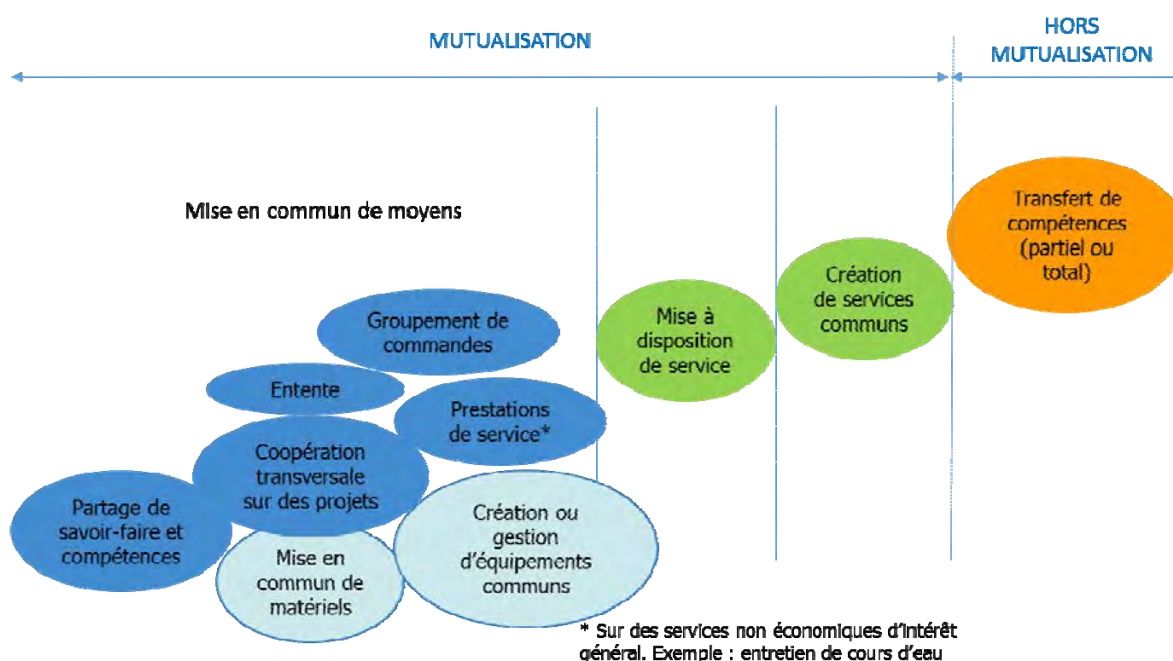 MUTUALISATION
HORS
MUTUALISATION
Mise en commun de moyens
Transfert de
compétences
(partiel ou
total)
Création
de services
communs
Mise à
disposition
de service
Groupement de
commandes
Entente
Prestations
de service*
Coopération
transversale
sur des projets
Partage de
savoir-faire et
compétences
Création ou
gestion
d'équipements
communs
Mise en
commun de
matériels
* Sur des services non économiques d'intérêt
général. Exemple : entretien de cours d'eau